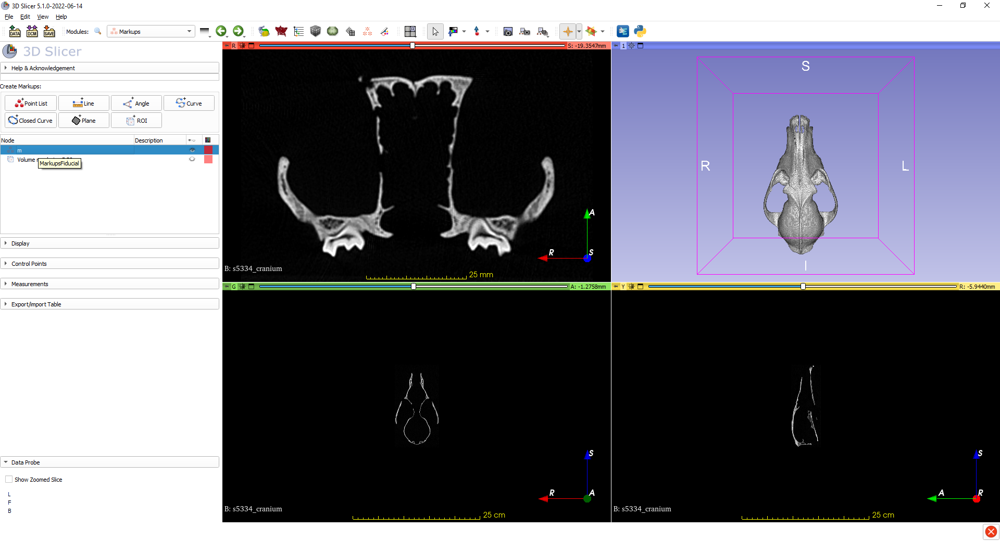 3D Slicer 5.1.0-2022-06-14
File Edit View Help
DATA DCM SAVE Modules: Markups
3D Slicer
Help & Acknowledgement
Create Markups:
Point List Line Angle Curve
Closed Curve Plane ROI
Node Description
m
Volume r
MarkupsFiducial
Display
Control Points
Measurements
Export/import Table
Data Probe
Show Zoomed Slice
L
F
B
R S: -19.3547mm
A
R S
B: s5334_cranium
25 mm
1
S
R L
I
G A: -1.2758mm
S
R A
B: s5334_cranium
25 cm
Y R: -5.9440mm
S
A R
B: s5334_cranium
25 cm